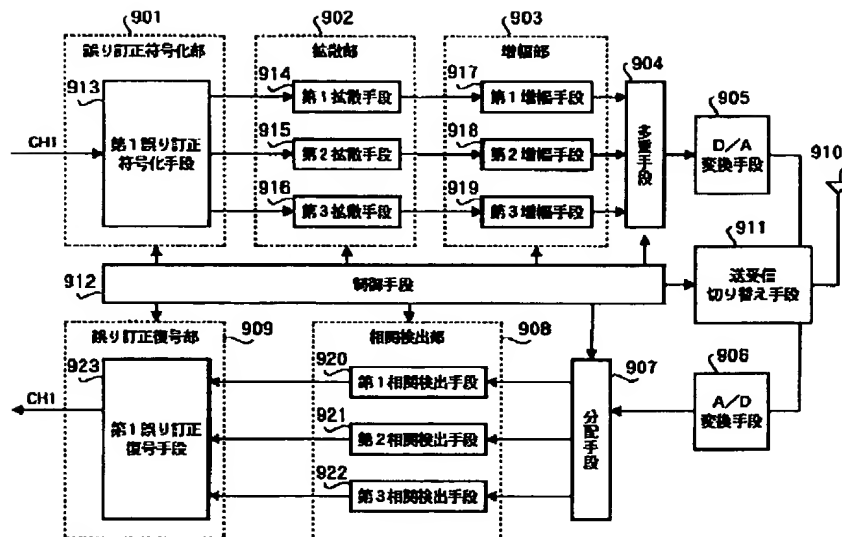 901
902
903
誤り訂正符号化部
拡散部
増幅部
904
913
914
917
第1拡散手段
第1増幅手段
905
CH1
第1誤り訂正
符号化手段
915
918
第2拡散手段
第2増幅手段
多重手段
D/A
変換手段
910
916
919
第3拡散手段
第3増幅手段
911
912
制御手段
送受信
切り替え手段
誤り訂正復号部
909
相関検出部
908
923
920
907
906
第1相関検出手段
CH1
第1誤り訂正
復号手段
921
第2相関検出手段
分配手段
A/D
変換手段
922
第3相関検出手段